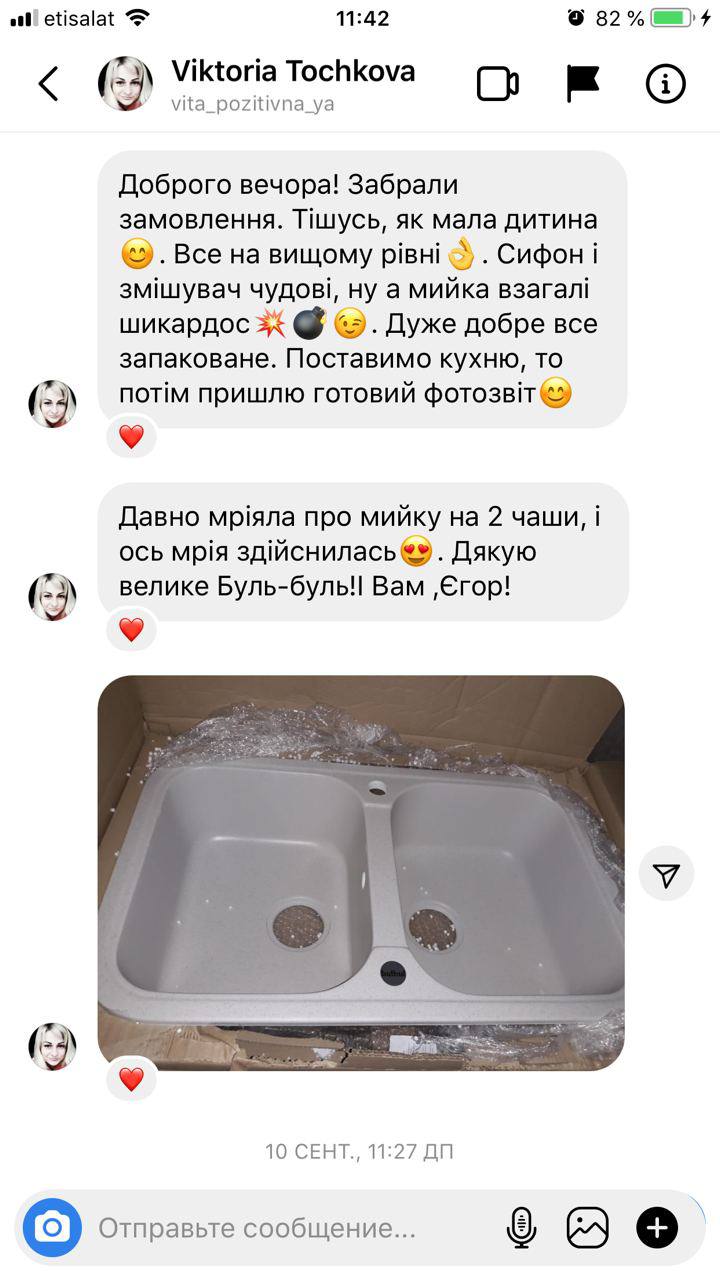 etisalat
11:42
82 %
Viktoria Tochkova
vita_pozitivna_ya
Доброго вечора! Забрали
замовлення. Тішусь, як мала дитина
😊. Все на вищому рівні👌. Сифон і
змішувач чудові, ну а мийка взагалі
шикардос💥💣😉. Дуже добре все
запаковане. Поставимо кухню, то
потім пришлю готовий фотозвіт😊
Давно мріяла про мийку на 2 чаши, і
ось мрія здійснилась😍. Дякую
велике Буль-буль!І Вам ,Єгор!
bulbul
10 СЕНТ., 11:27 ДП
Отправьте сообщение...